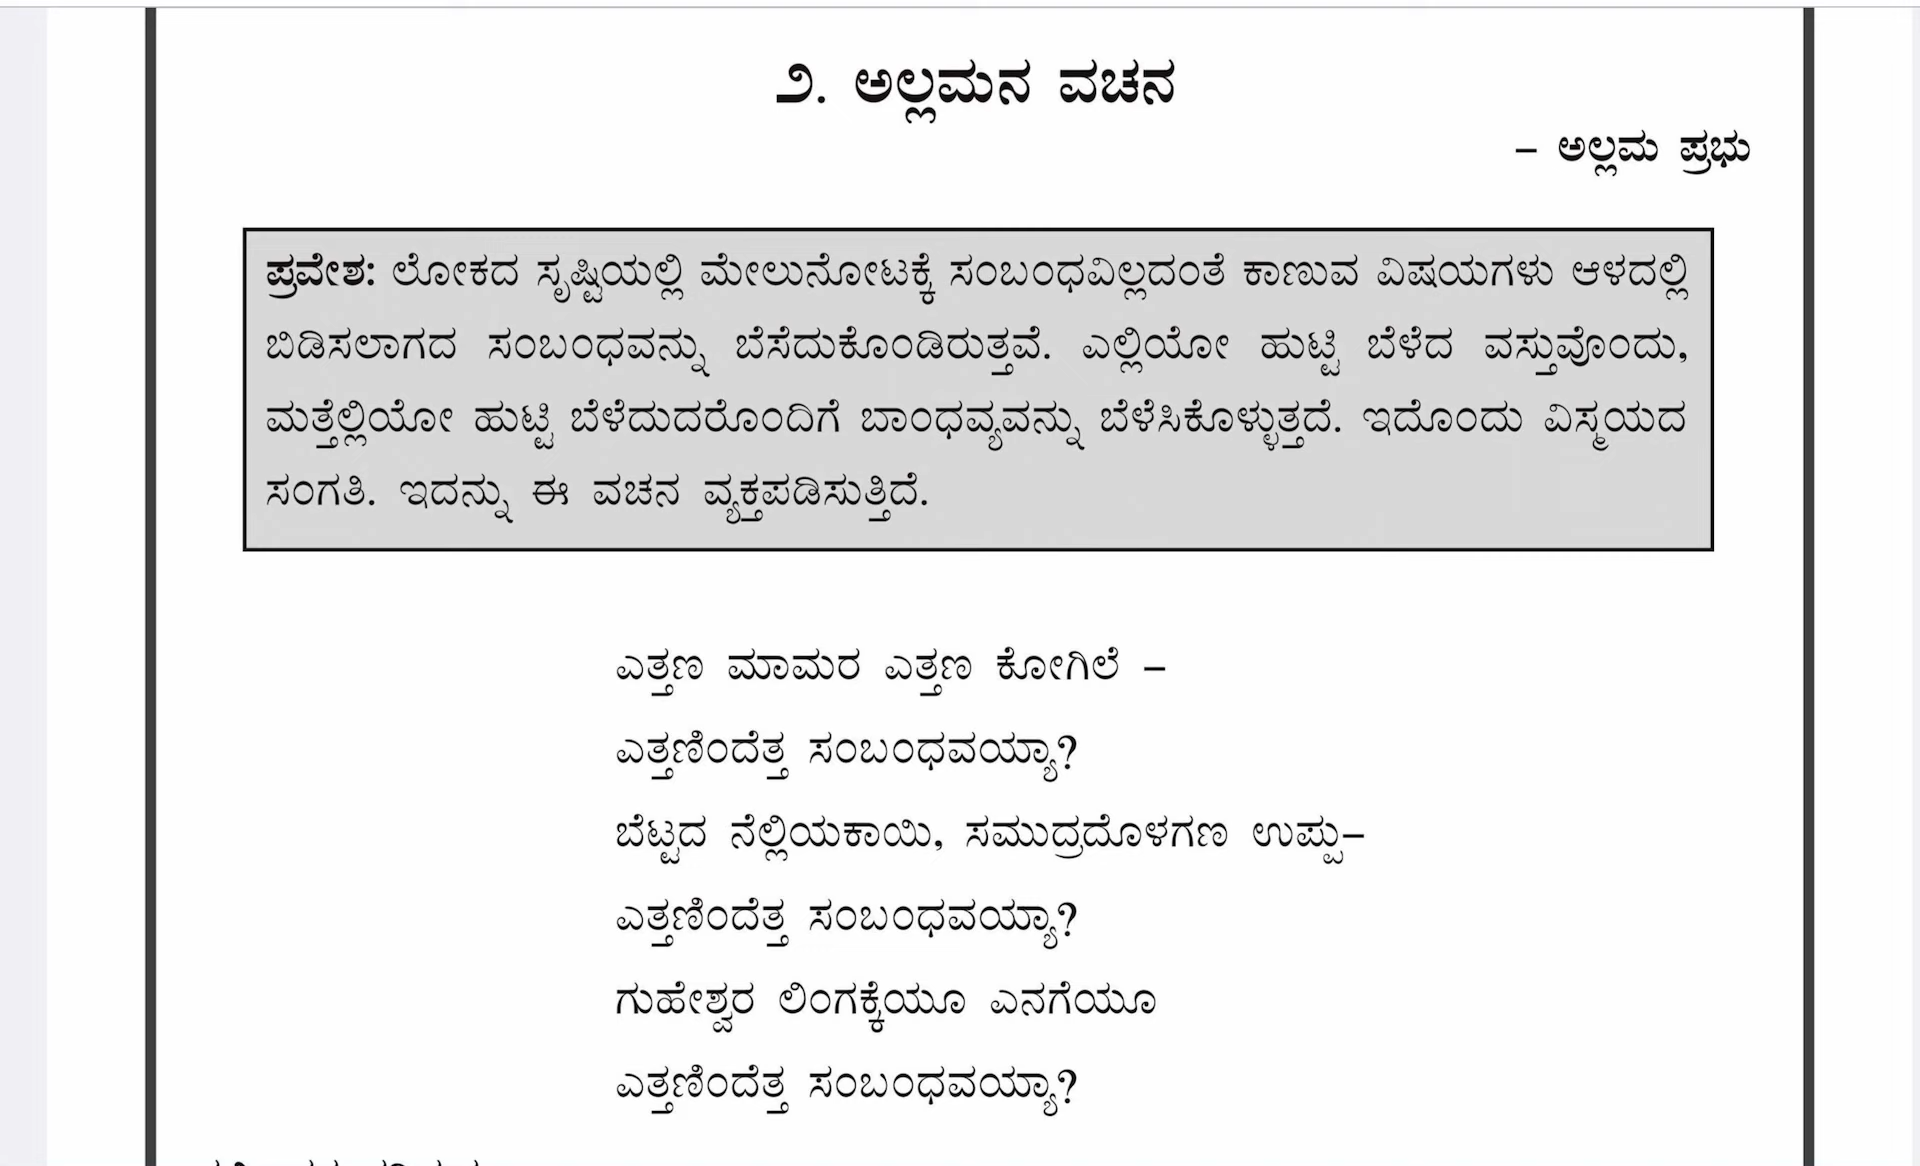 ೨. ಅಲ್ಲಮನ ವಚನ
– ಅಲ್ಲಮ ಪ್ರಭು
ಪ್ರವೇಶ: ಲೋಕದ ಸೃಷ್ಟಿಯಲ್ಲಿ ಮೇಲುನೋಟಕ್ಕೆ ಸಂಬಂಧವಿಲ್ಲದಂತೆ ಕಾಣುವ ವಿಷಯಗಳು ಆಳದಲ್ಲಿ
ಬಿಡಿಸಲಾಗದ ಸಂಬಂಧವನ್ನು ಬೆಸೆದುಕೊಂಡಿರುತ್ತವೆ. ಎಲ್ಲಿಯೋ ಹುಟ್ಟಿ ಬೆಳೆದ ವಸ್ತುವೊಂದು,
ಮತ್ತೆಲ್ಲಿಯೋ ಹುಟ್ಟಿ ಬೆಳೆದುದರೊಂದಿಗೆ ಬಾಂಧವ್ಯವನ್ನು ಬೆಳೆಸಿಕೊಳ್ಳುತ್ತದೆ. ಇದೊಂದು ವಿಸ್ಮಯದ
ಸಂಗತಿ. ಇದನ್ನು ಈ ವಚನ ವ್ಯಕ್ತಪಡಿಸುತ್ತಿದೆ.
ಎತ್ತಣ ಮಾಮರ ಎತ್ತಣ ಕೋಗಿಲೆ –
ಎತ್ತಣಿಂದೆತ್ತ ಸಂಬಂಧವಯ್ಯಾ?
ಬೆಟ್ಟದ ನೆಲ್ಲಿಯಕಾಯಿ, ಸಮುದ್ರದೊಳಗಣ ಉಪ್ಪು–
ಎತ್ತಣಿಂದೆತ್ತ ಸಂಬಂಧವಯ್ಯಾ?
ಗುಹೇಶ್ವರ ಲಿಂಗಕ್ಕೆಯೂ ಎನಗೆಯೂ
ಎತ್ತಣಿಂದೆತ್ತ ಸಂಬಂಧವಯ್ಯಾ?